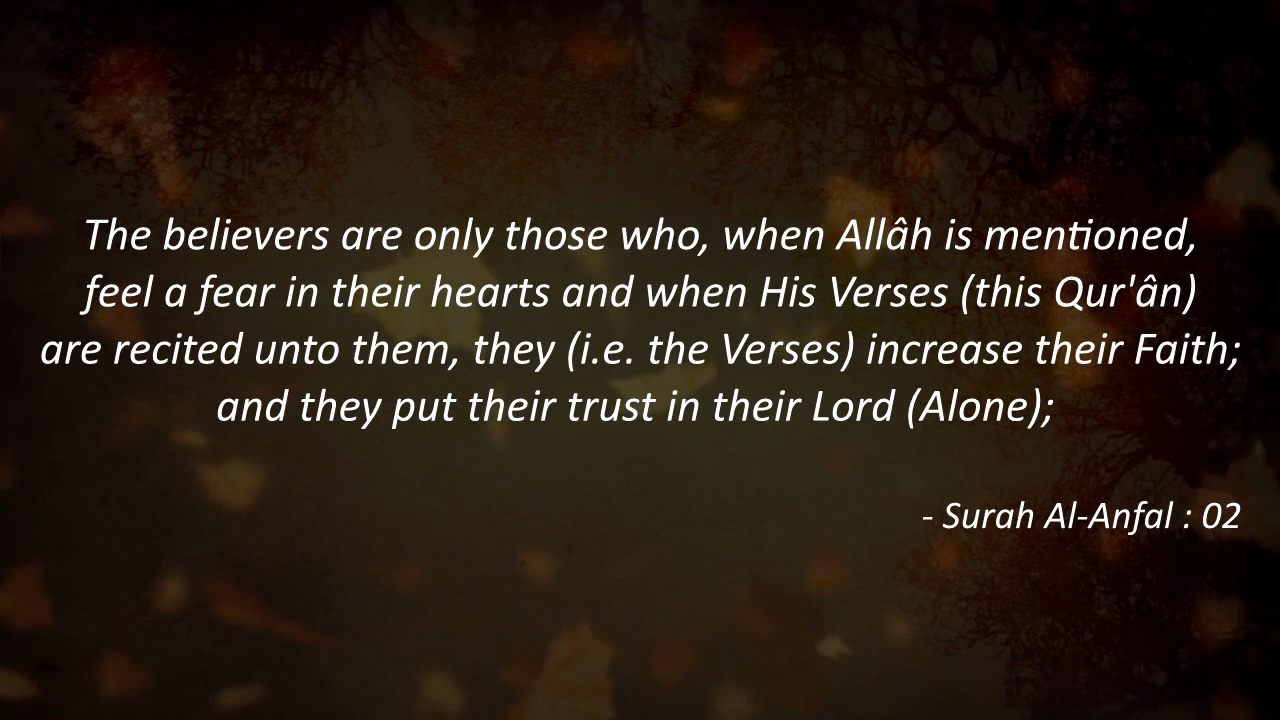 The believers are only those who, when Allâh is mentioned,
feel a fear in their hearts and when His Verses (this Qur'ân)
are recited unto them, they (i.e. the Verses) increase their Faith;
and they put their trust in their Lord (Alone);
- Surah Al-Anfal : 02